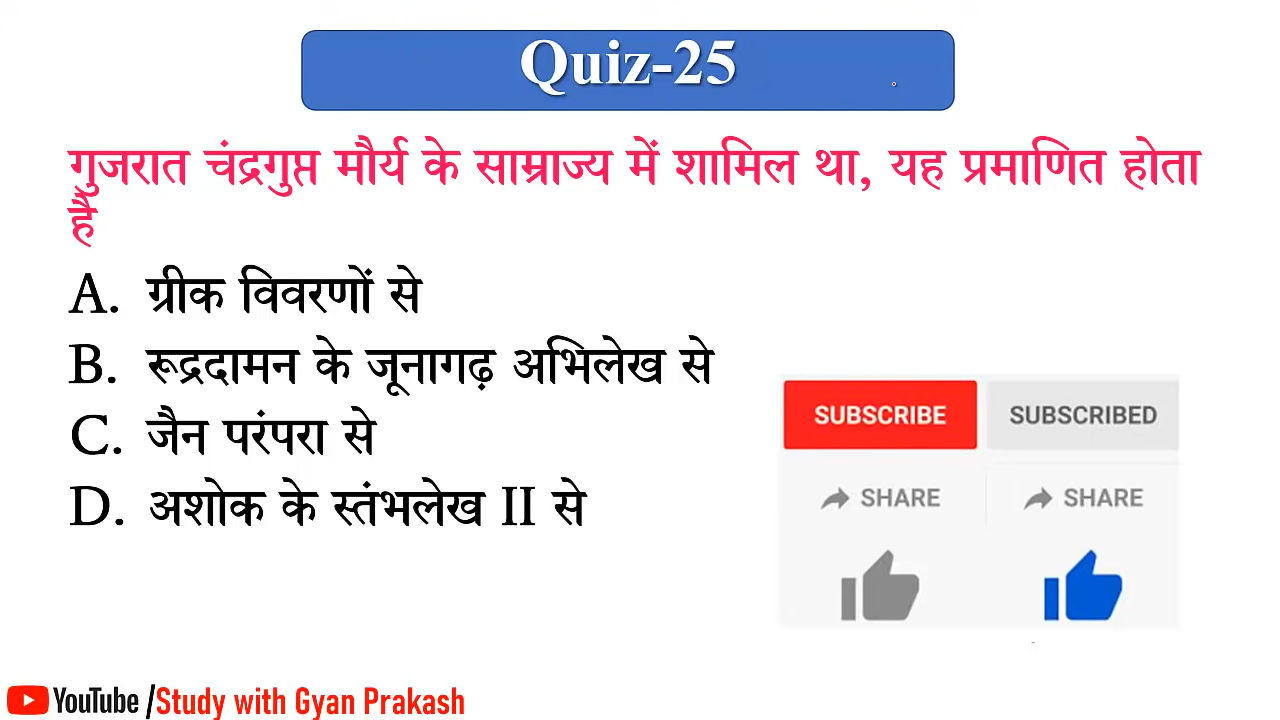 Quiz-25
गुजरात चंद्रगुप्त मौर्य के साम्राज्य में शामिल था, यह प्रमाणित होता
है
A. ग्रीक विवरणों से
B. रूद्रदामन के जूनागढ़ अभिलेख से
C. जैन परंपरा से
D. अशोक के स्तंभलेख II से
SUBSCRIBE SUBSCRIBED
SHARE SHARE
YouTube /Study with Gyan Prakash